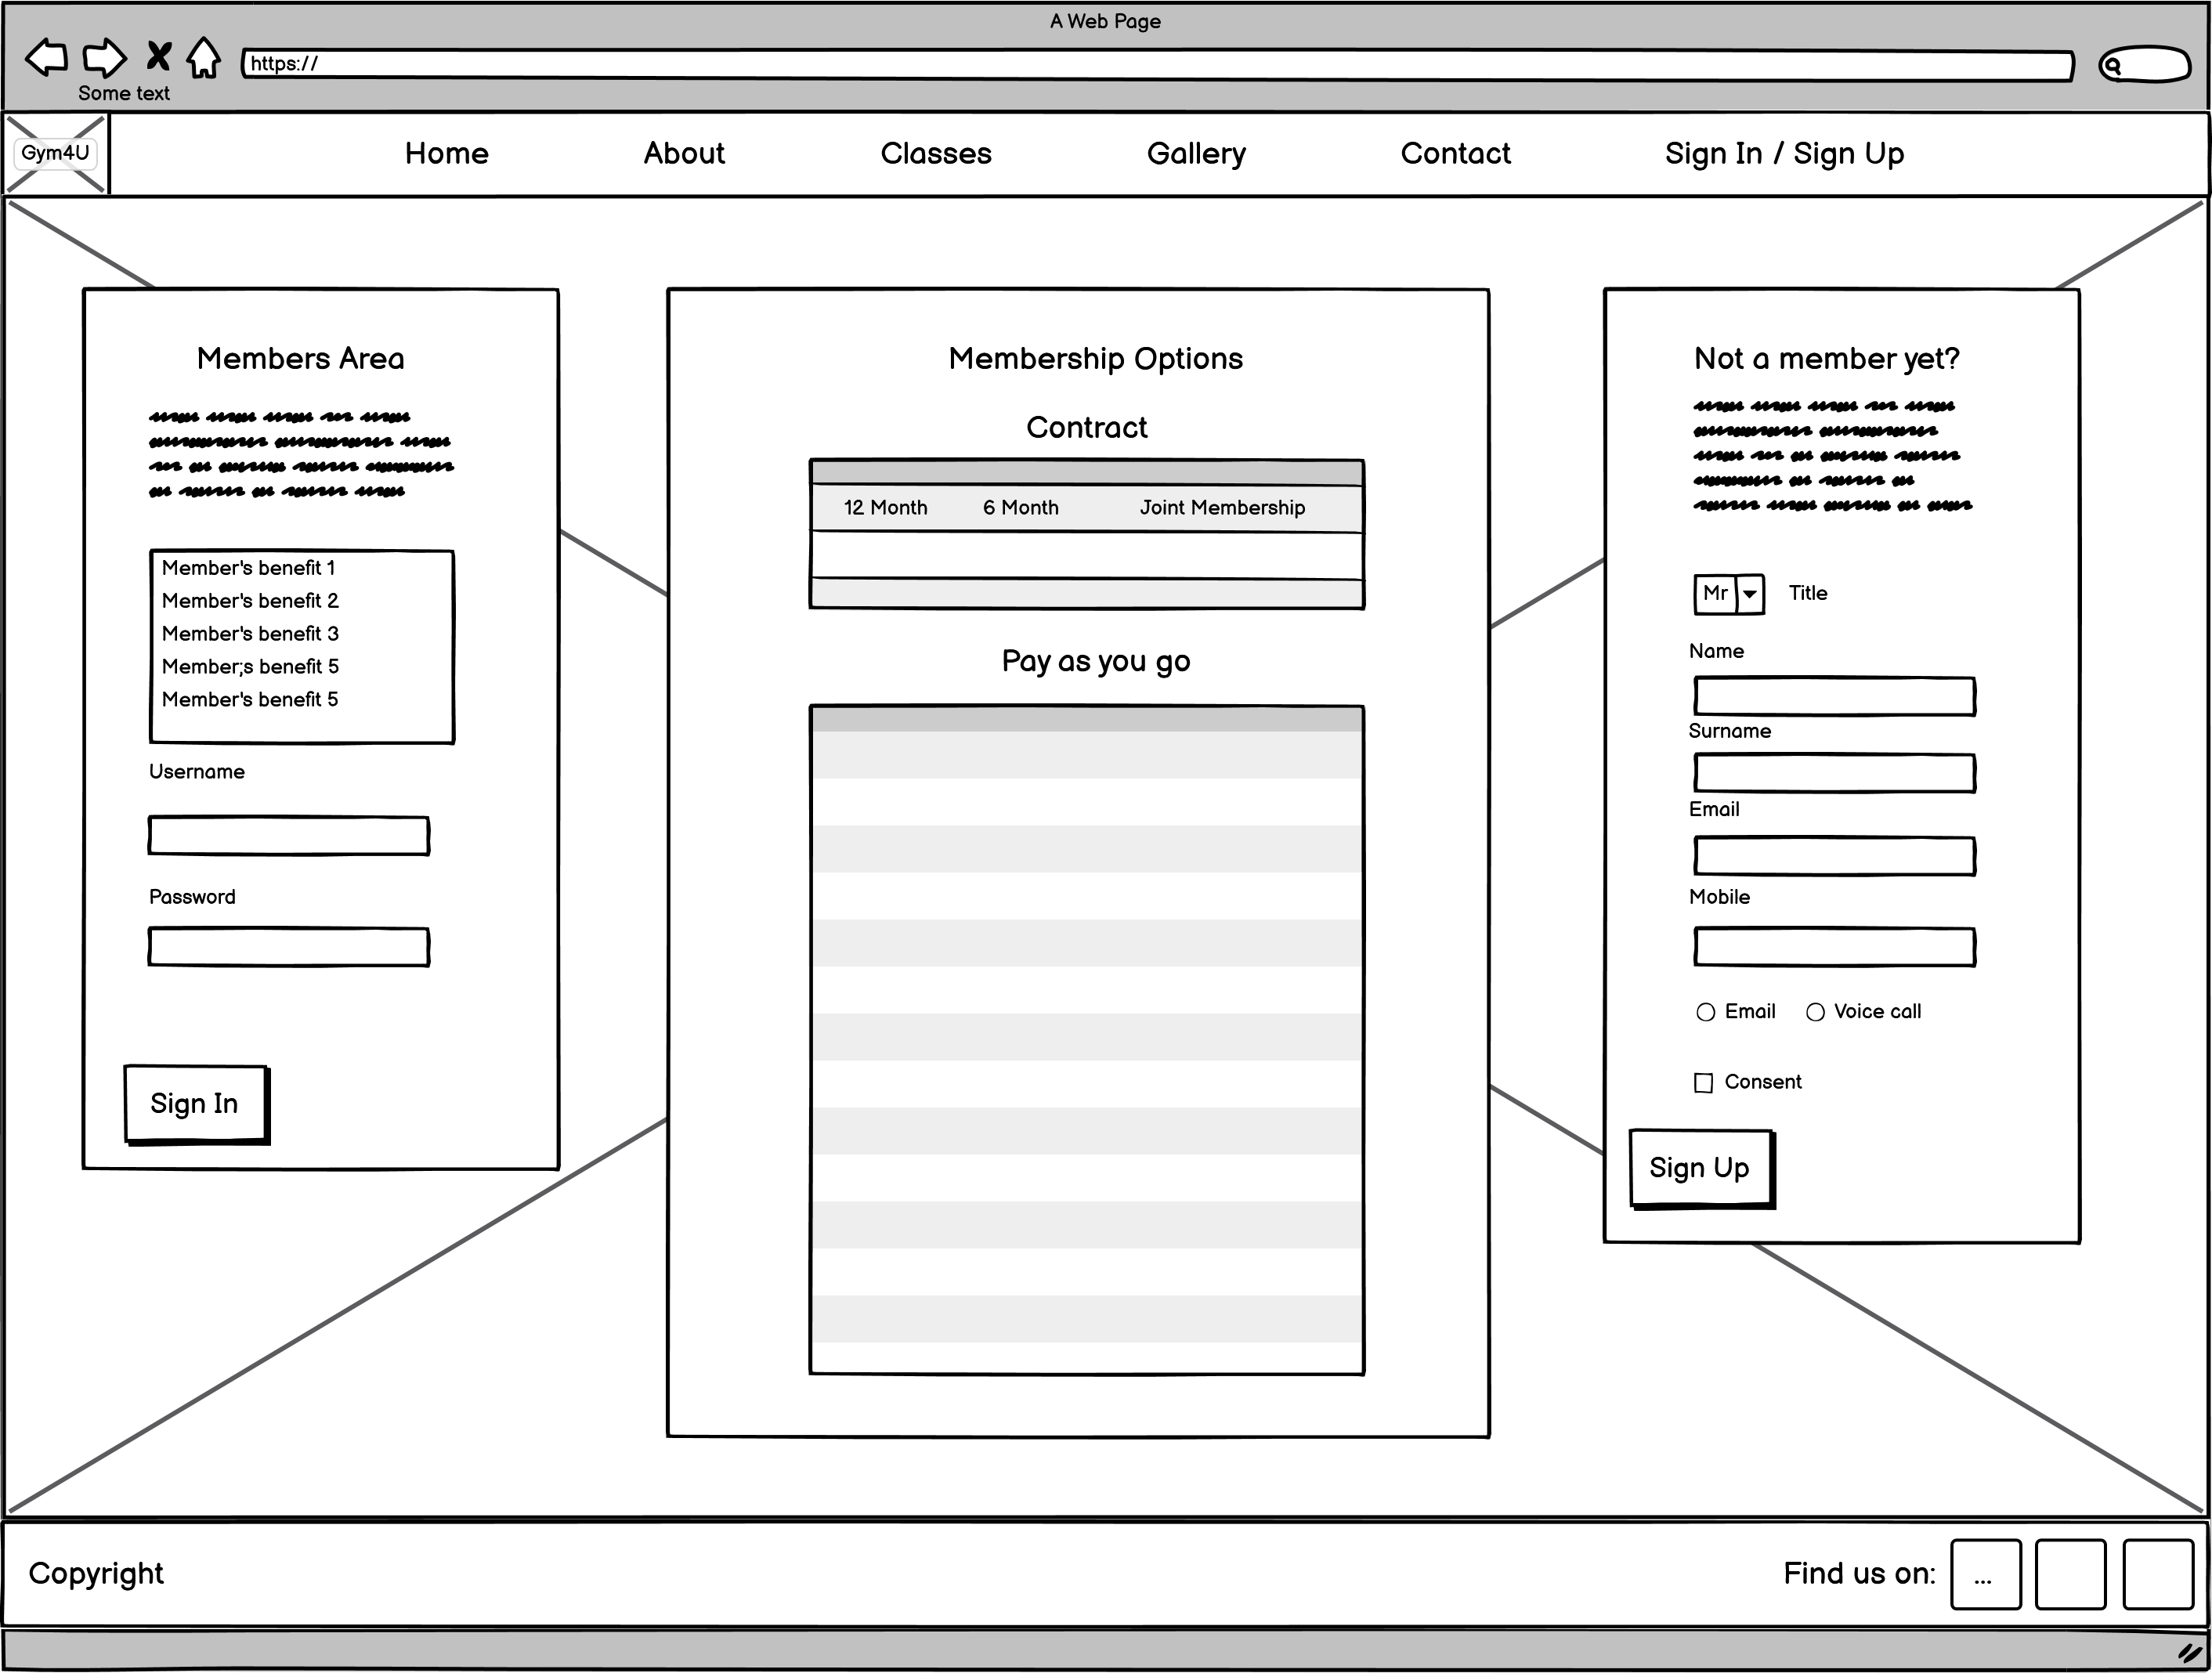 A Web Page
https://
Some text
Gym4U
Home About Classes Gallery Contact Sign In / Sign Up
Members Area
Member's benefit 1
Member's benefit 2
Member's benefit 3
Member;s benefit 5
Member's benefit 5
Username
Password
Sign In
Membership Options
Contract
12 Month 6 Month Joint Membership
Pay as you go
Not a member yet?
Mr Title
Name
Surname
Email
Mobile
Email Voice call
Consent
Sign Up
Copyright
Find us on: ...